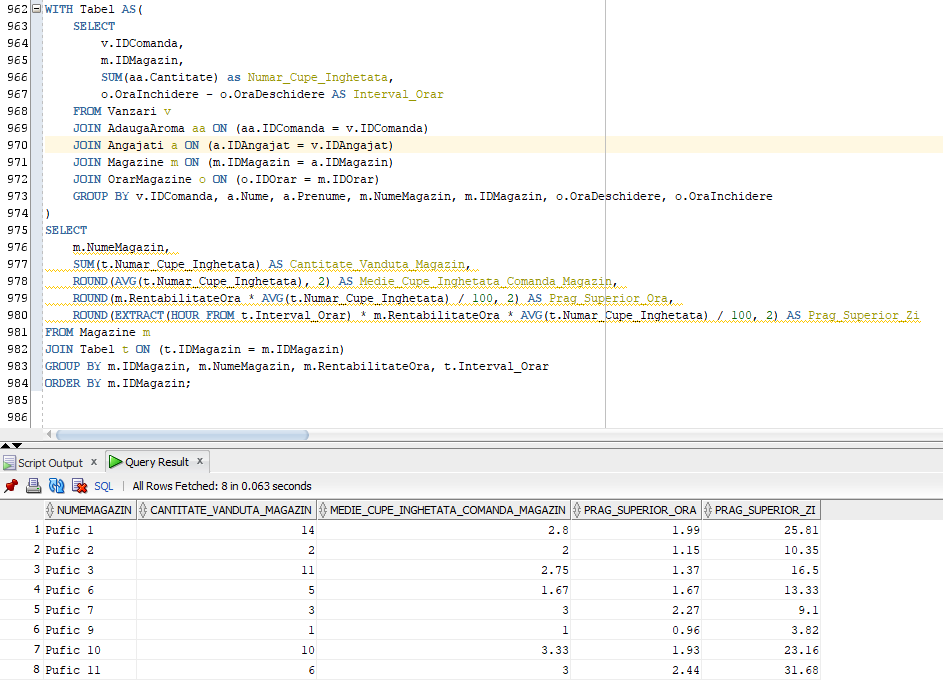 962 WITH Tabel AS(
963 SELECT
964 v.IDComanda,
965 m.IDMagazin,
966 SUM(aa.Cantitate) as Numar_Cupe_Inghetata,
967 o.OraInchidere - o.OraDeschidere AS Interval_Orar
968 FROM Vanzari v
969 JOIN AdaugaAroma aa ON (aa.IDComanda = v.IDComanda)
970 JOIN Angajati a ON (a.IDAngajat = v.IDAngajat)
971 JOIN Magazine m ON (m.IDMagazin = a.IDMagazin)
972 JOIN OrarMagazine o ON (o.IDOrar = m.IDOrar)
973 GROUP BY v.IDComanda, a.Nume, a.Prenume, m.NumeMagazin, m.IDMagazin, o.OraDeschidere, o.OraInchidere
974 )
975 SELECT
976 m.NumeMagazin,
977 SUM(t.Numar_Cupe_Inghetata) AS Cantitate_Vanduta_Magazin,
978 ROUND(AVG(t.Numar_Cupe_Inghetata), 2) AS Medie_Cupe_Inghetata_Comanda_Magazin,
979 ROUND(m.RentabilitateOra * AVG(t.Numar_Cupe_Inghetata) / 100, 2) AS Prag_Superior_Ora,
980 ROUND(EXTRACT(HOUR FROM t.Interval_Orar) * m.RentabilitateOra * AVG(t.Numar_Cupe_Inghetata) / 100, 2) AS Prag_Superior_Zi
981 FROM Magazine m
982 JOIN Tabel t ON (t.IDMagazin = m.IDMagazin)
983 GROUP BY m.IDMagazin, m.NumeMagazin, m.RentabilitateOra, t.Interval_Orar
984 ORDER BY m.IDMagazin;
985
986
Script Output x Query Result x
SQL | All Rows Fetched: 8 in 0.063 seconds
NUMEMAGAZIN CANTITATE_VANDUTA_MAGAZIN MEDIE_CUPE_INGHETATA_COMANDA_MAGAZIN PRAG_SUPERIOR_ORA PRAG_SUPERIOR_ZI
1 Pufic 1 14 2.8 1.99 25.81
2 Pufic 2 2 2 1.15 10.35
3 Pufic 3 11 2.75 1.37 16.5
4 Pufic 6 5 1.67 1.67 13.33
5 Pufic 7 3 3 2.27 9.1
6 Pufic 9 1 1 0.96 3.82
7 Pufic 10 10 3.33 1.93 23.16
8 Pufic 11 6 3 2.44 31.68